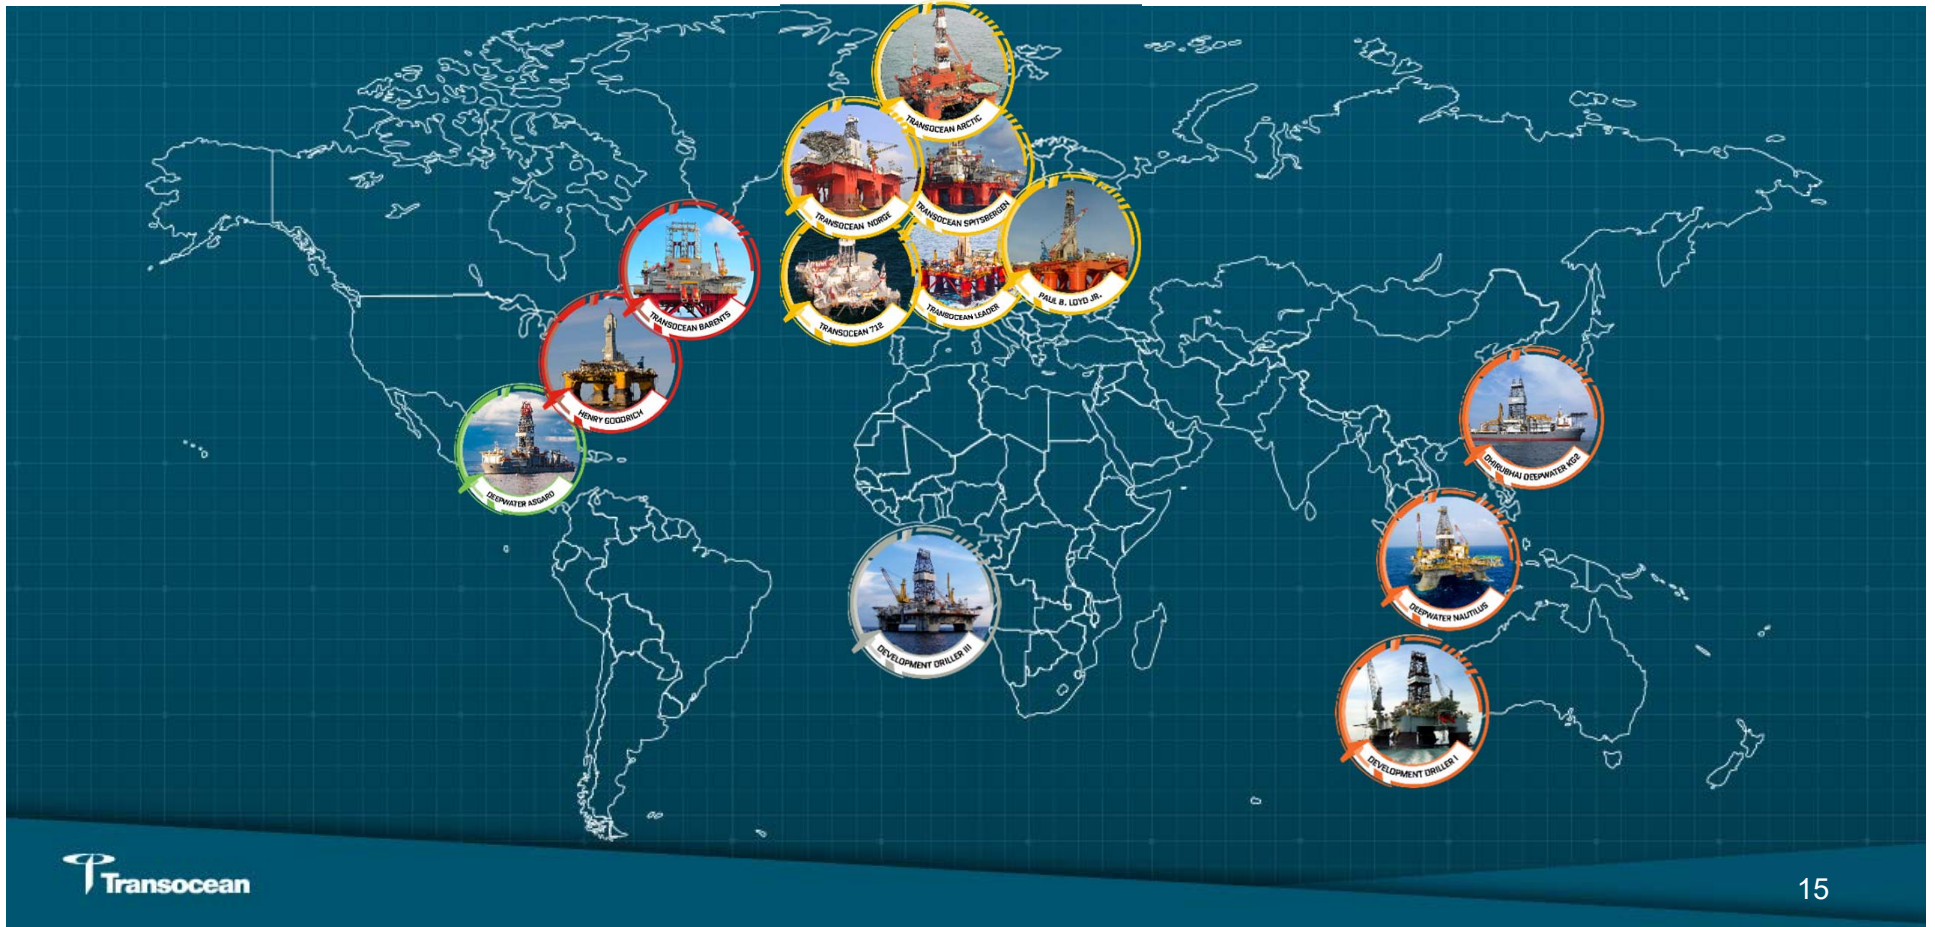 TRANSOCEAN ARCTIC
TRANSOCEAN NORGE
TRANSOCEAN SPITSBERGEN
TRANSOCEAN BARENTS
PAUL B. LOYD JR.
TRANSOCEAN LEADER
TRANSOCEAN 712
HENRY GOODRICH
DEEPWATER ASGARD
DHIRUBHAI DEEPWATER KG2
DEEPWATER NAUTILUS
DEVELOPMENT DRILLER III
DEVELOPMENT DRILLER I
Transocean
15